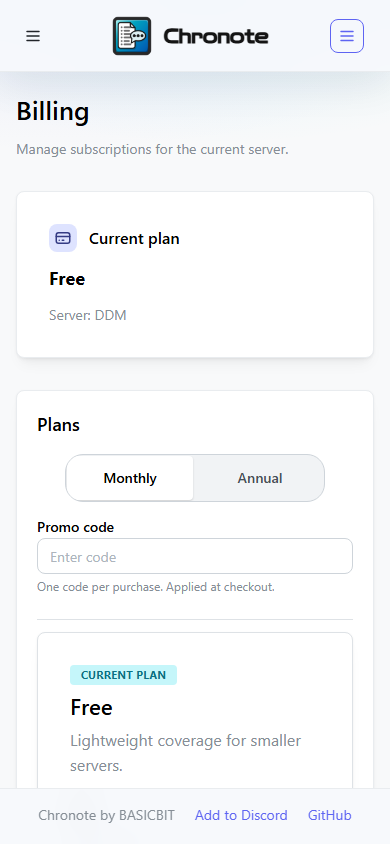 Chronote
Billing
Manage subscriptions for the current server.
Current plan
Free
Server: DDM
Plans
Monthly
Annual
Promo code
Enter code
One code per purchase. Applied at checkout.
CURRENT PLAN
Free
Lightweight coverage for smaller
servers.
Chronote by BASICBIT
Add to Discord
GitHub